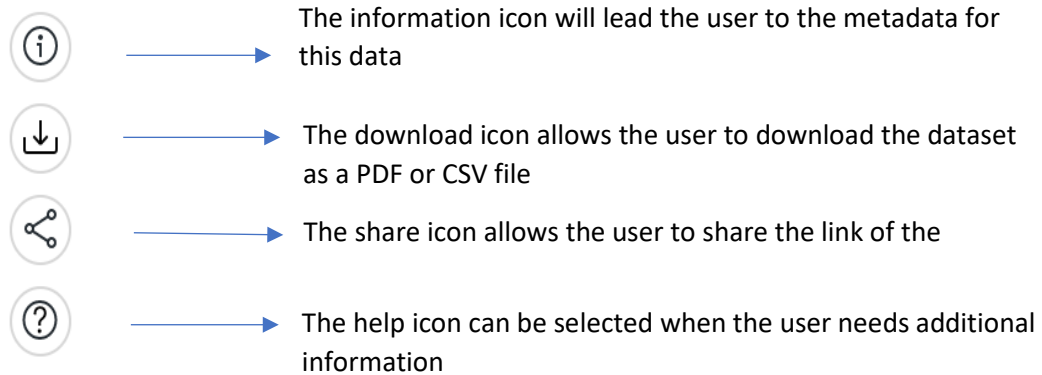 The information icon will lead the user to the metadata for
this data
The download icon allows the user to download the dataset
as a PDF or CSV file
The share icon allows the user to share the link of the
The help icon can be selected when the user needs additional
information